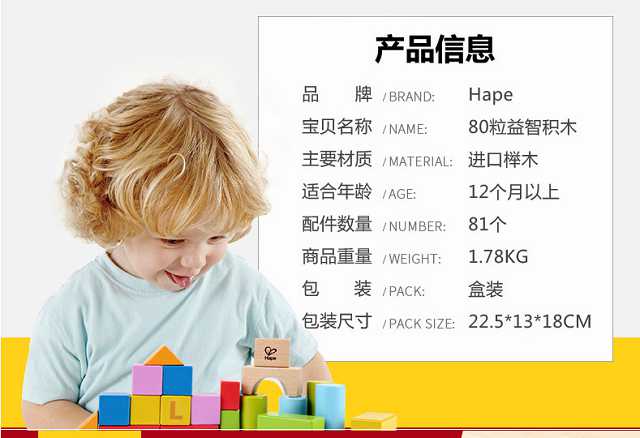 产品信息
品 牌 /BRAND: Hape
宝贝名称 /NAME: 80粒益智积木
主要材质 /MATERIAL: 进口榉木
适合年龄 /AGE: 12个月以上
配件数量 /NUMBER: 81个
商品重量 /WEIGHT: 1.78KG
包 装 /PACK: 盒装
包装尺寸 /PACK SIZE: 22.5*13*18CM
Hape
L